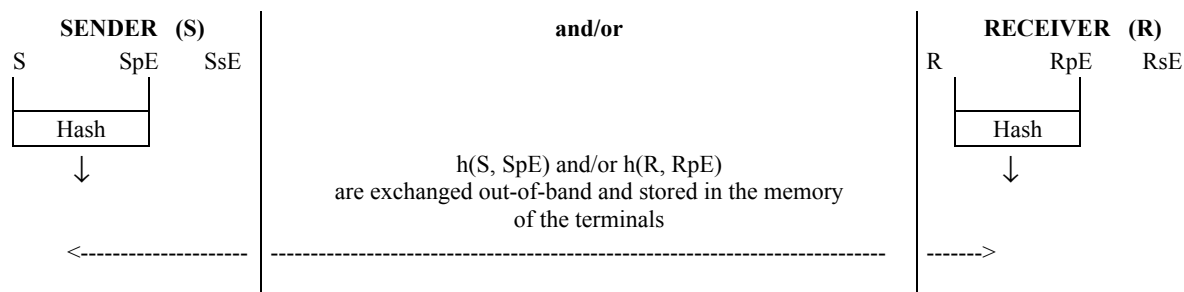 SENDER (S) and/or RECEIVER (R)
S SpE SsE R RpE RsE
Hash Hash
h(S, SpE) and/or h(R, RpE)
are exchanged out-of-band and stored in the memory
of the terminals